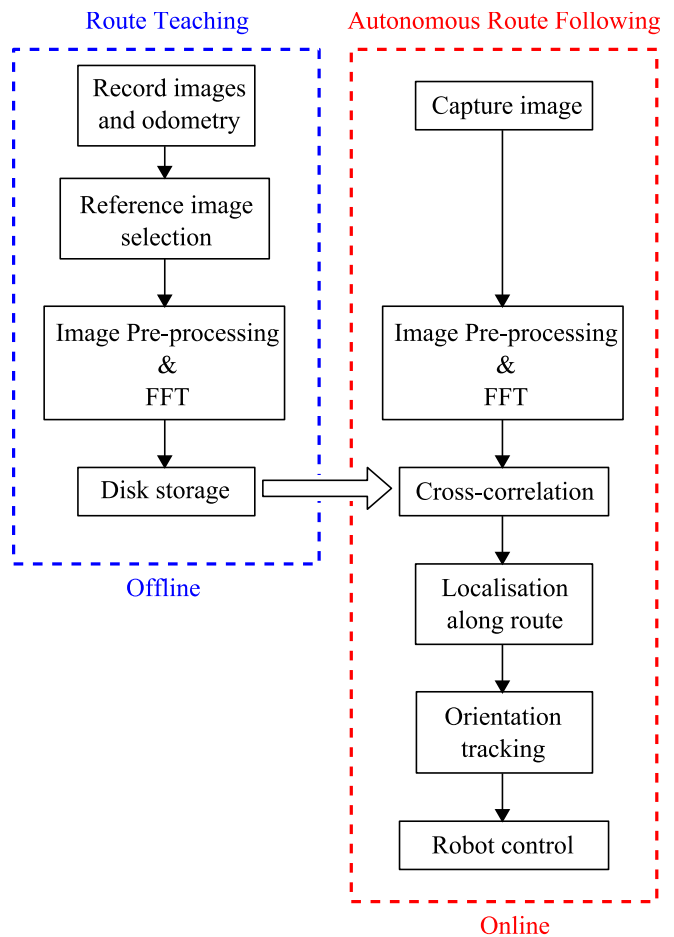 Route Teaching
Record images
and odometry
Reference image
selection
Image Pre-processing
&
FFT
Disk storage
Offline
Autonomous Route Following
Capture image
Image Pre-processing
&
FFT
Cross-correlation
Localisation
along route
Orientation
tracking
Robot control
Online